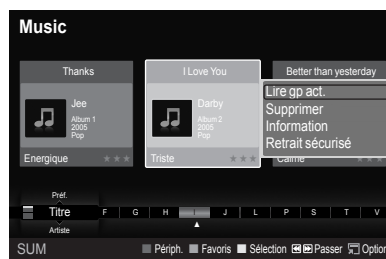 Music
Thanks
I Love You
Better than yesterday
Jee
Album 1
2005
Pop
Darby
Album 2
2005
Pop
Lire gp act.
Supprimer
Information
Retrait sécurisé
Energique
Triste
Calme
Préf.
Titre
F G H I J L P S T V
Artiste
SUM
Périph. Favoris Sélection Passer Option